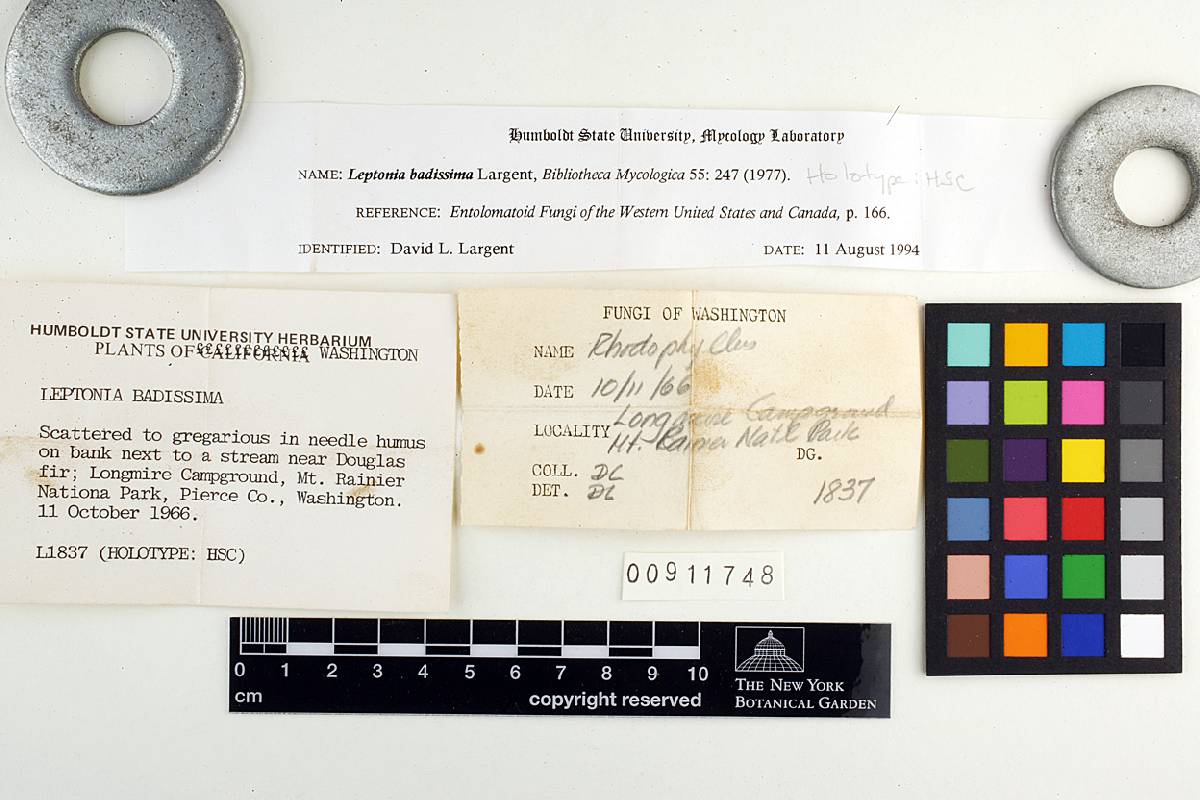 Humboldt State University, Mycology Laboratory
NAME: Leptonia badissima Largent, Bibliotheca Mycologica 55: 247 (1977). Holotype: HSC
REFERENCE: Entolomatoid Fungi of the Western United States and Canada, p. 166.
IDENTIFIED: David L. Largent DATE: 11 August 1994
HUMBOLDT STATE UNIVERSITY HERBARIUM
PLANTS OF CALIFORNIA WASHINGTON
LEPTONIA BADISSIMA
Scattered to gregarious in needle humus
on bank next to a stream near Douglas
fir; Longmire Campground, Mt. Rainier
Nationa Park, Pierce Co., Washington.
11 October 1966.
L1837 (HOLOTYPE: HSC)
FUNGI OF WASHINGTON
NAME Rhodophyllus
DATE 10/11/66
LOCALITY Longmire Campground
Mt. Rainier Nat'l Park
DG.
COLL. DL
DET. DL
1837
00911748
0 1 2 3 4 5 6 7 8 9 10
cm
copyright reserved
THE NEW YORK
BOTANICAL GARDEN